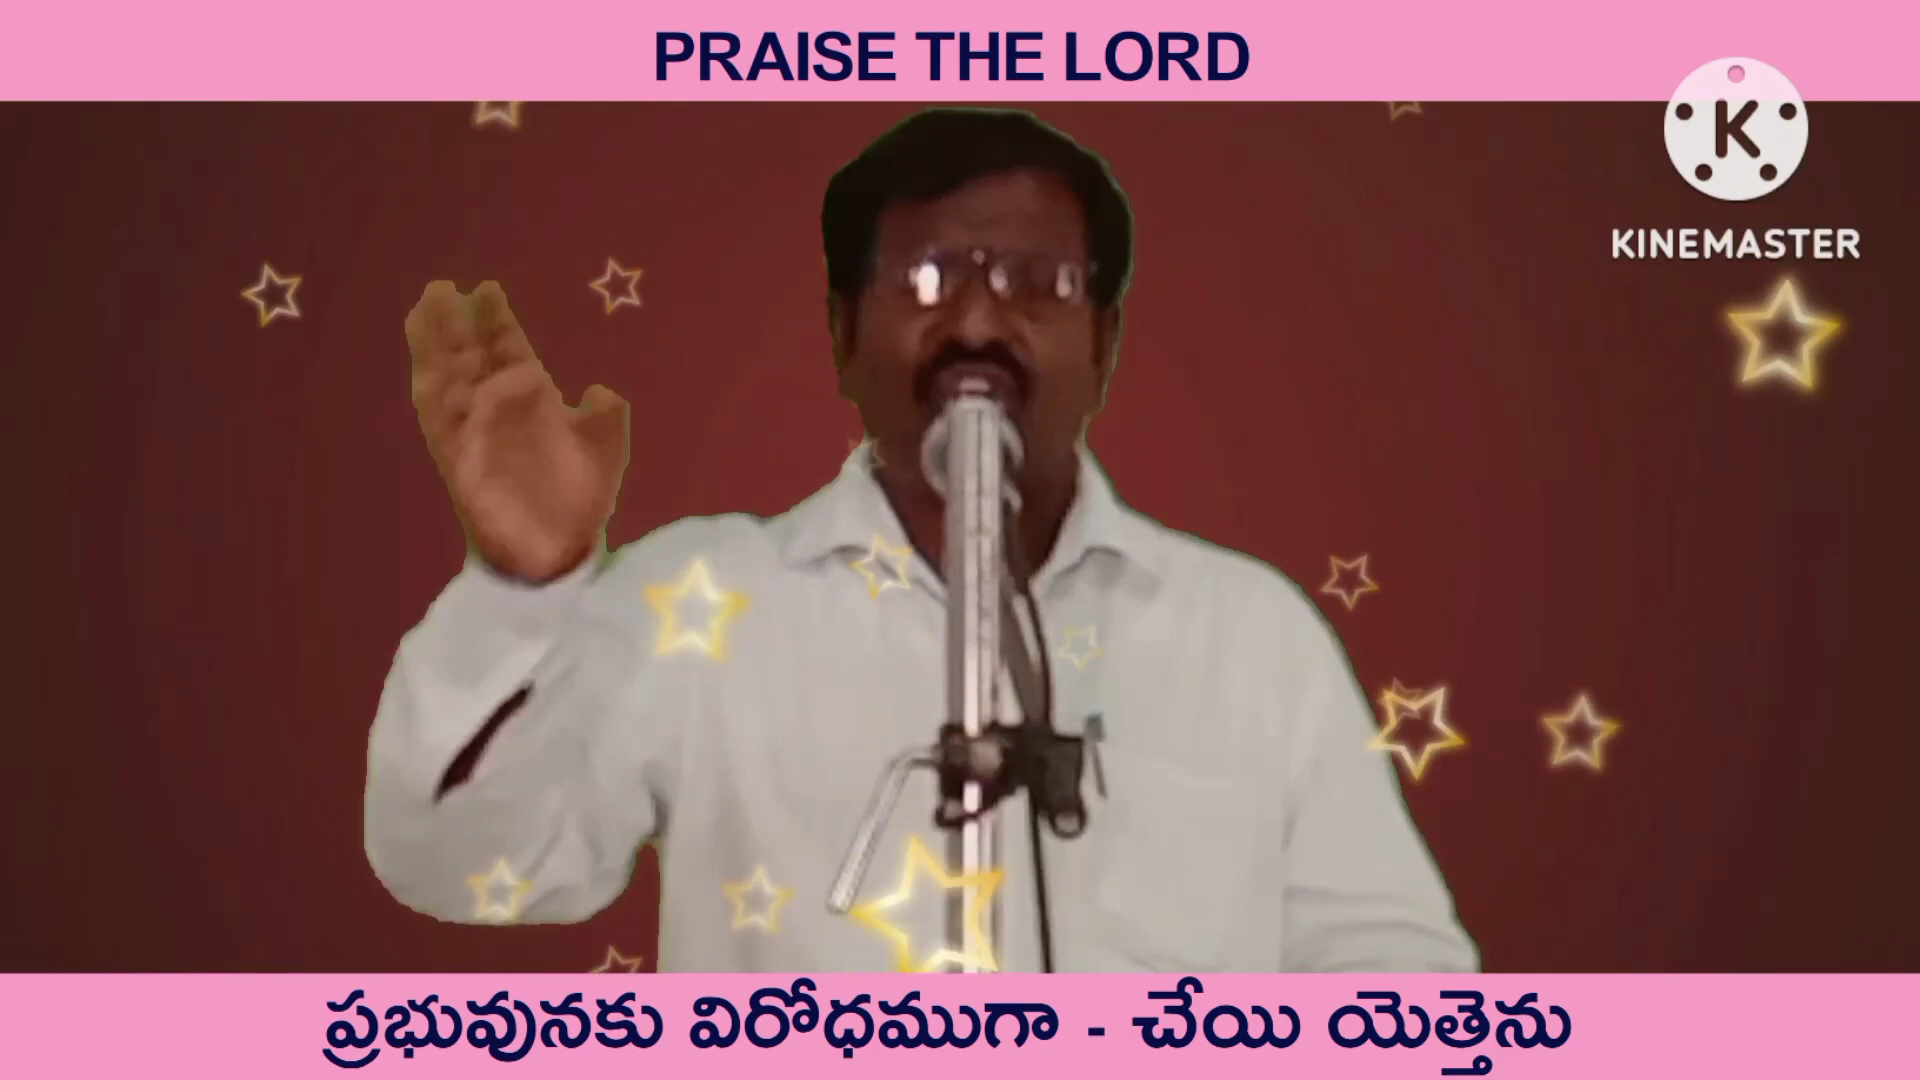 PRAISE THE LORD
K
KINEMASTER
ప్రభువునకు విరోధముగా - చేయి యెత్తెను